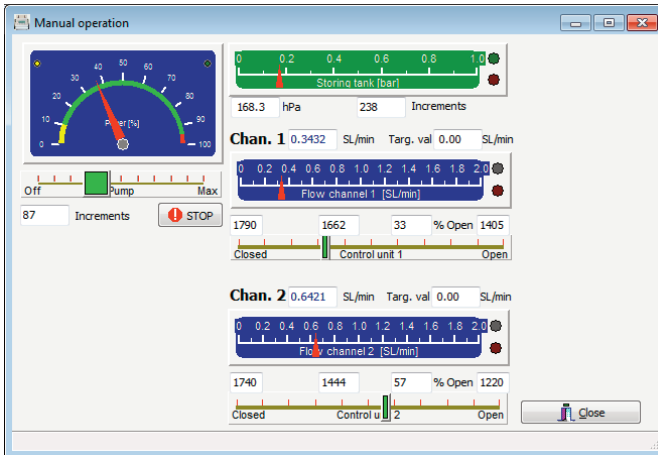 Manual operation
0 10 20 30 40 50 60 70 80 90 100
Power [%]
Off Pump Max
87 Increments STOP
0 0.2 0.4 0.6 0.8 1.0
Storing tank [bar]
168.3 hPa 238 Increments
Chan. 1 0.3432 SL/min Targ. val 0.00 SL/min
0 0.2 0.4 0.6 0.8 1.0 1.2 1.4 1.6 1.8 2.0
Flow channel 1 [SL/min]
1790 1662 33 % Open 1405
Closed Control unit 1 Open
Chan. 2 0.6421 SL/min Targ. val 0.00 SL/min
0 0.2 0.4 0.6 0.8 1.0 1.2 1.4 1.6 1.8 2.0
Flow channel 2 [SL/min]
1740 1444 57 % Open 1220
Closed Control u 2 Open
Close